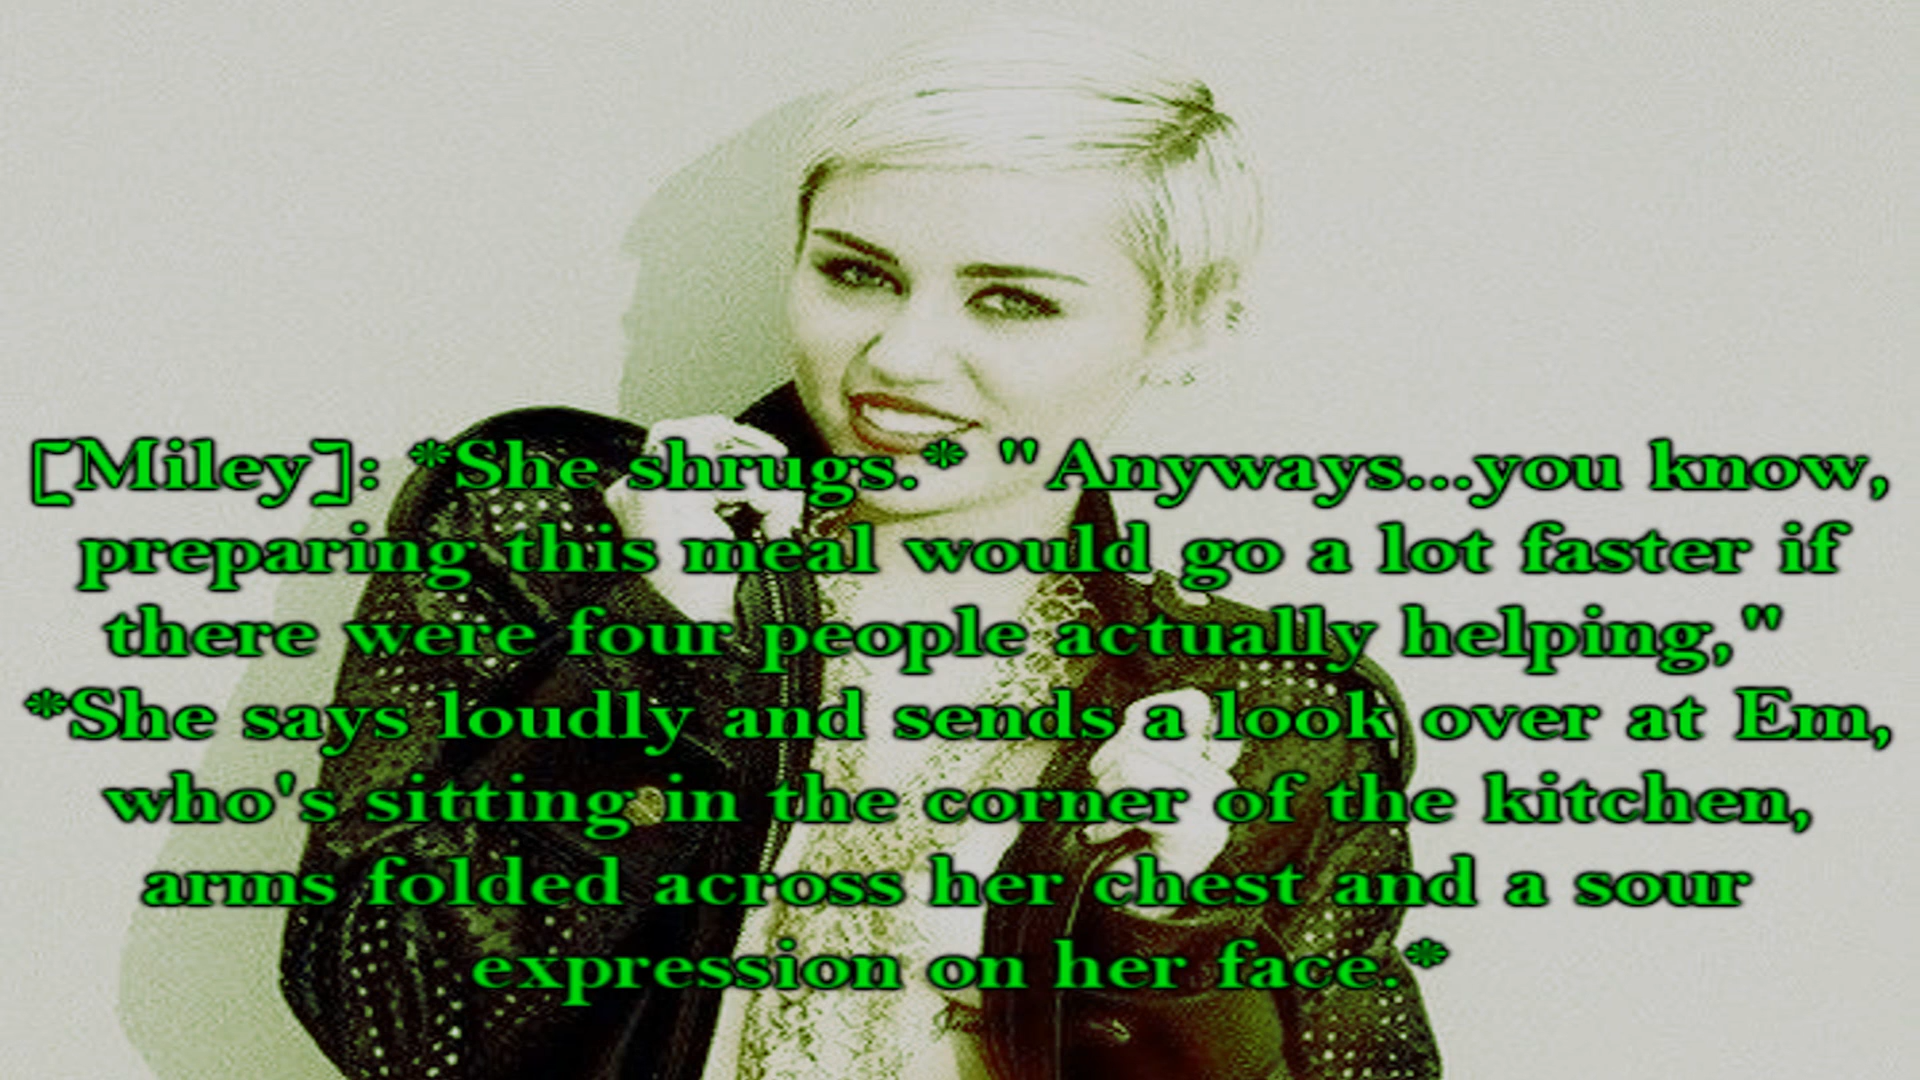 [Miley]: *She shrugs.* "Anyways...you know,
preparing this meal would go a lot faster if
there were four people actually helping,"
*She says loudly and sends a look over at Em,
who's sitting in the corner of the kitchen,
arms folded across her chest and a sour
expression on her face.*